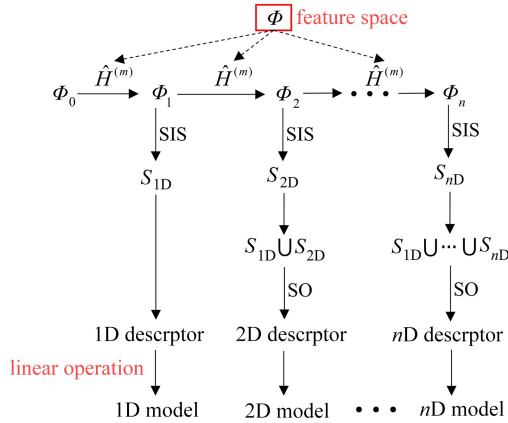 Φ feature space
Ĥ⁽ᵐ⁾ Ĥ⁽ᵐ⁾ Ĥ⁽ᵐ⁾
Φ₀ Φ₁ Φ₂ • • • Φₙ
SIS SIS SIS
S₁D S₂D SₙD
S₁D ⋃ S₂D S₁D ⋃ ··· ⋃ SₙD
SO SO
1D descrptor 2D descrptor nD descrptor
linear operation
1D model 2D model • • • nD model